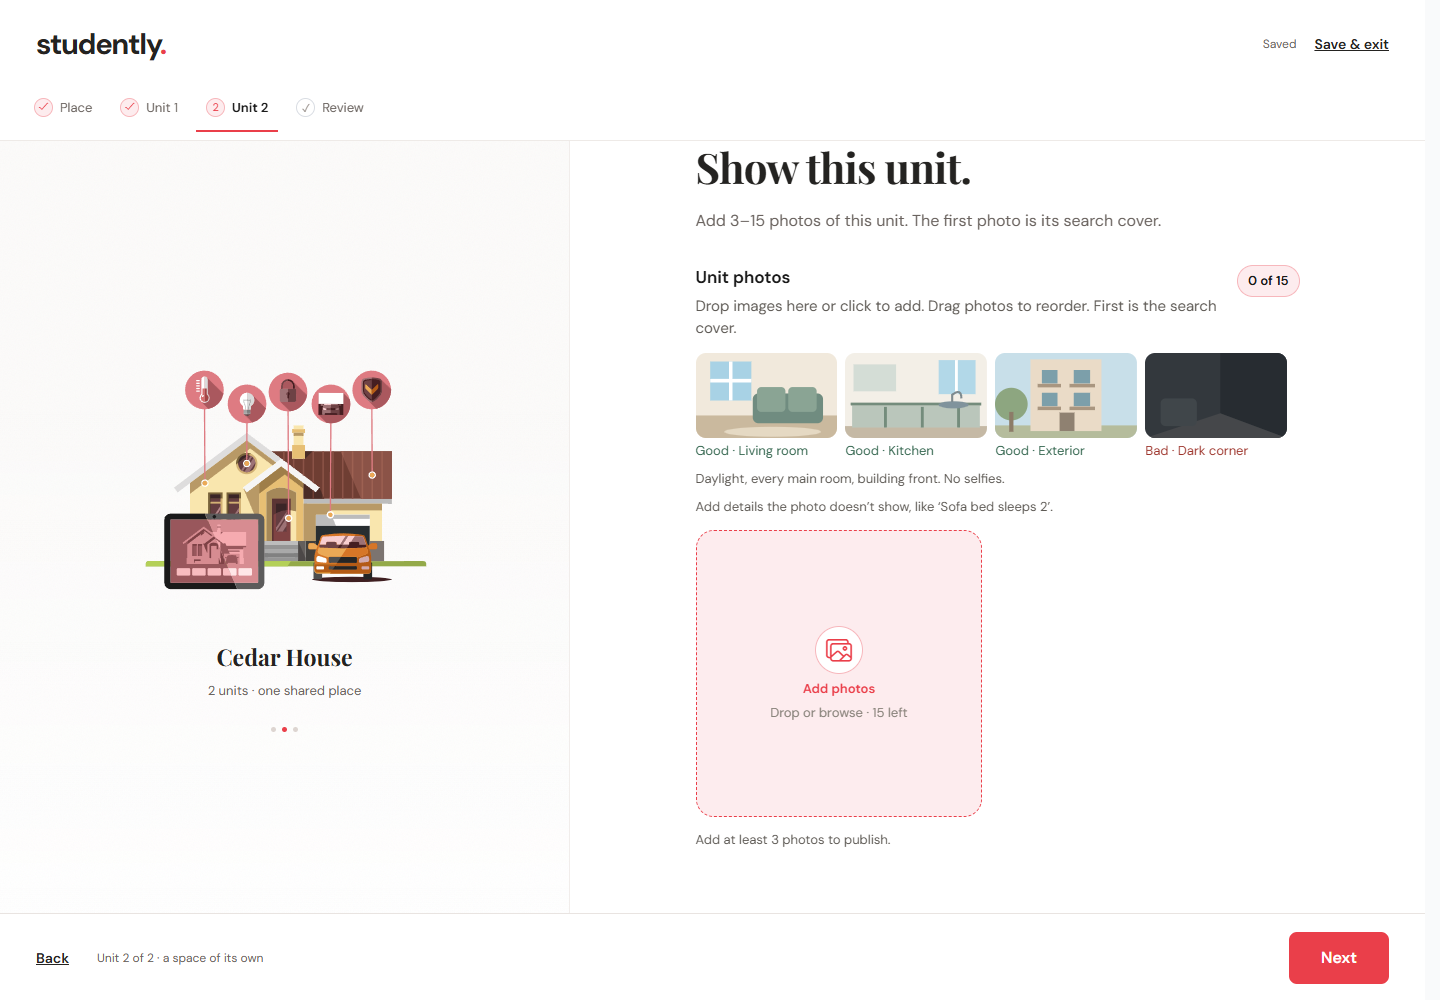 studently.
Saved
Save & exit
Place
Unit 1
2
Unit 2
Review
Show this unit.
Add 3–15 photos of this unit. The first photo is its search cover.
Unit photos
0 of 15
Drop images here or click to add. Drag photos to reorder. First is the search
cover.
Good · Living room
Good · Kitchen
Good · Exterior
Bad · Dark corner
Daylight, every main room, building front. No selfies.
Add details the photo doesn’t show, like ‘Sofa bed sleeps 2’.
Add photos
Drop or browse · 15 left
Add at least 3 photos to publish.
Cedar House
2 units · one shared place
Back
Unit 2 of 2 · a space of its own
Next